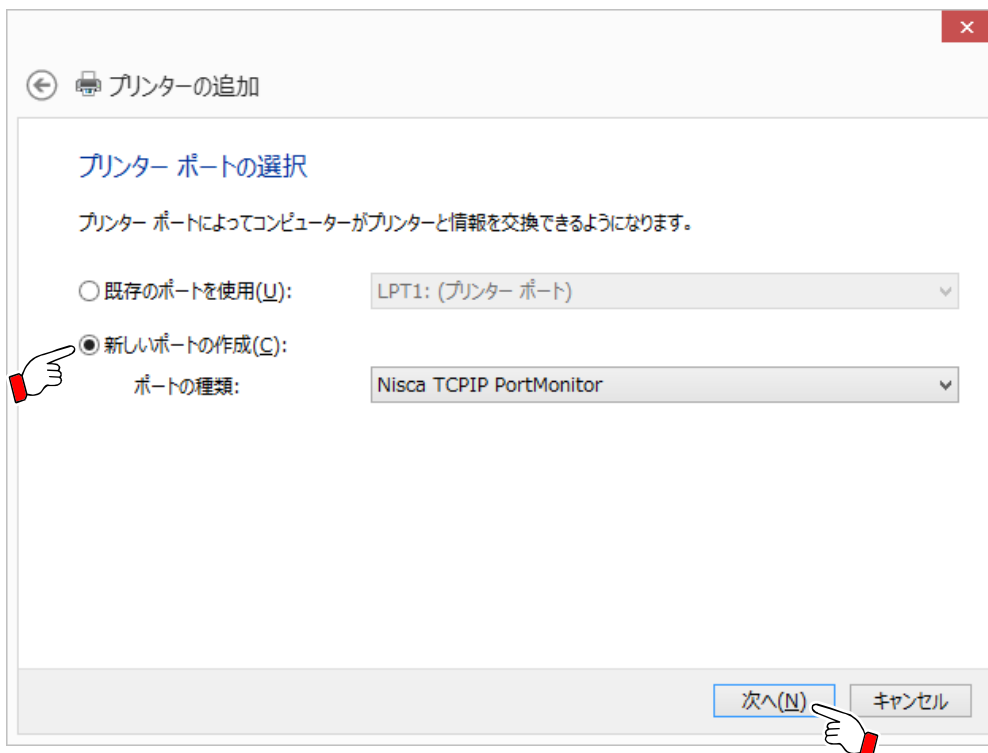 プリンターの追加
プリンター ポートの選択
プリンター ポートによってコンピューターがプリンターと情報を交換できるようになります。
既存のポートを使用(U): LPT1: (プリンター ポート)
新しいポートの作成(C):
ポートの種類: Nisca TCPIP PortMonitor
次へ(N) キャンセル